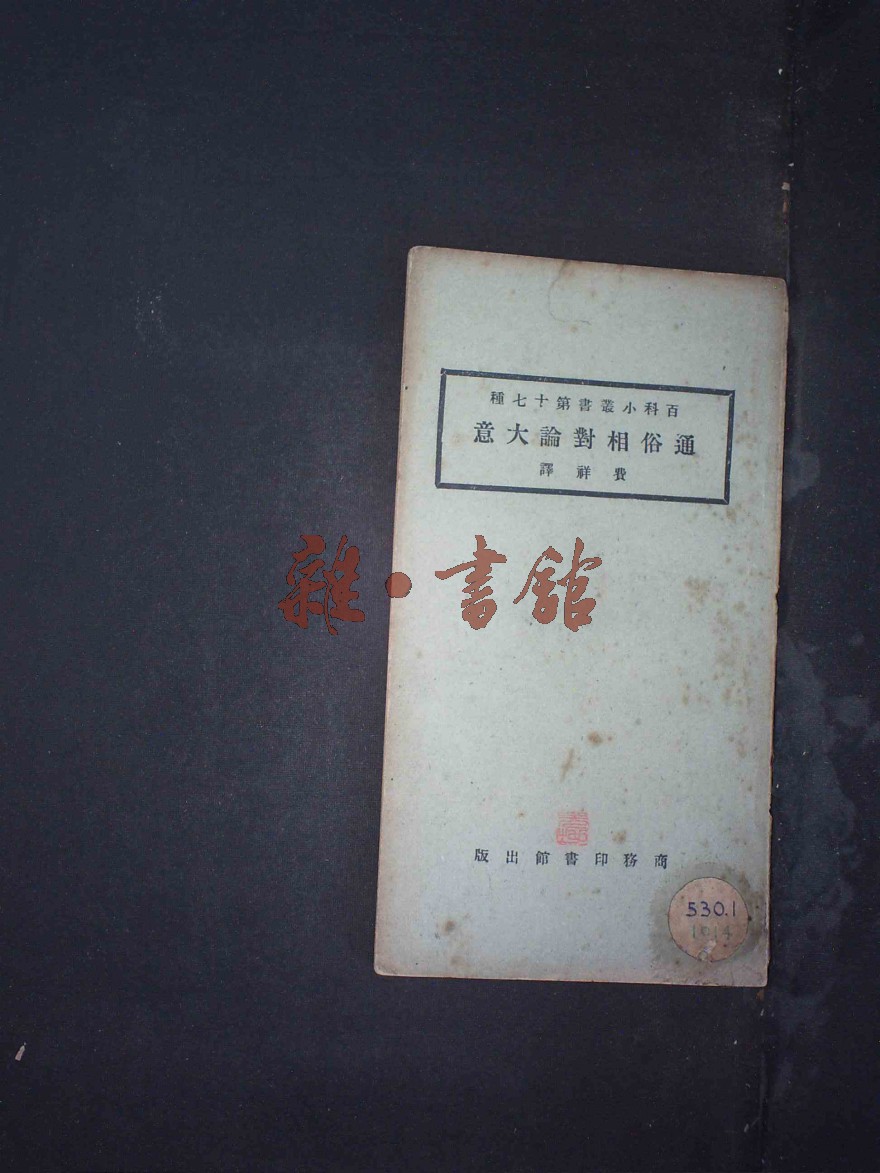 百科小叢書第十七種
通俗相對論大意
費祥譯
雜·書館
商務印書館出版
530.1
1014